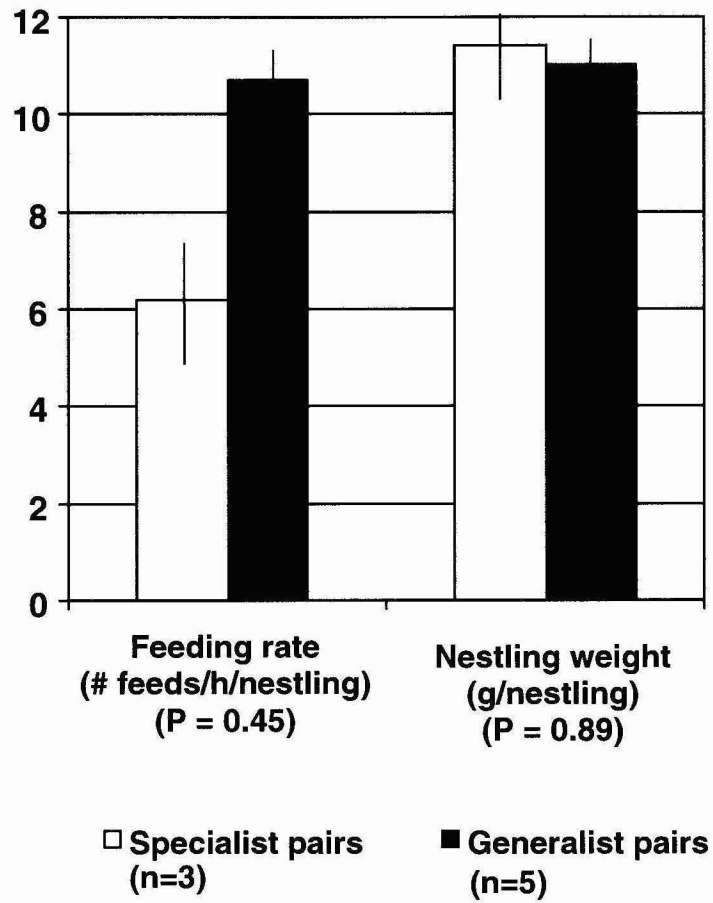 12
10
8
6
4
2
0
Feeding rate
(# feeds/h/nestling)
(P = 0.45)
Nestling weight
(g/nestling)
(P = 0.89)
Specialist pairs
(n=3)
Generalist pairs
(n=5)